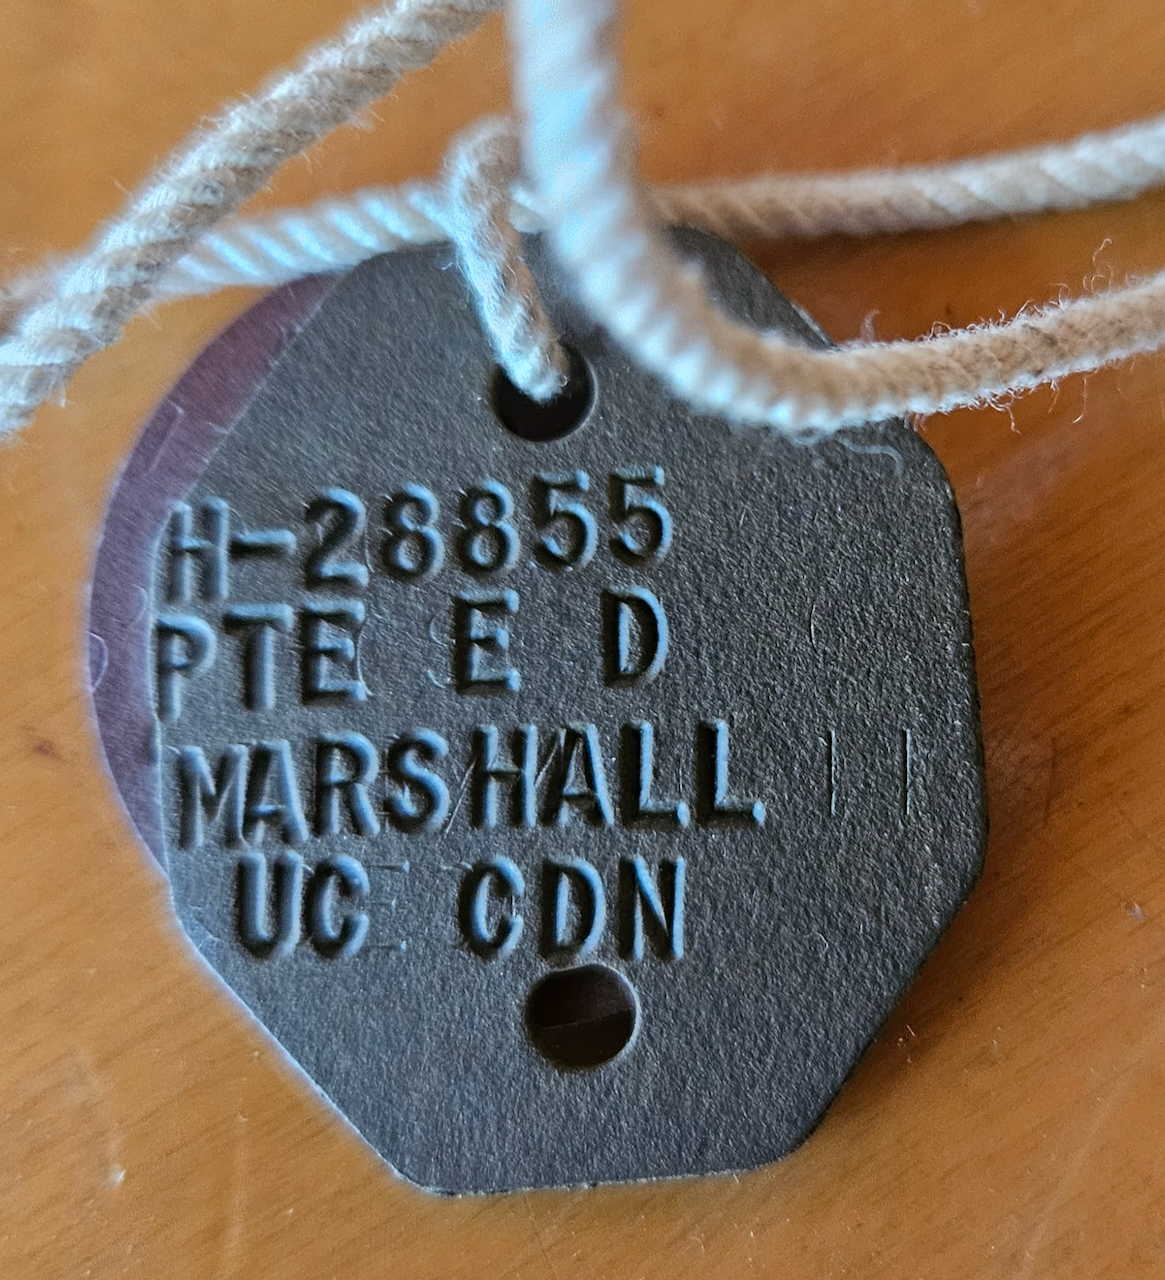 H-28855
PTE E D
MARSHALL
UC CDN